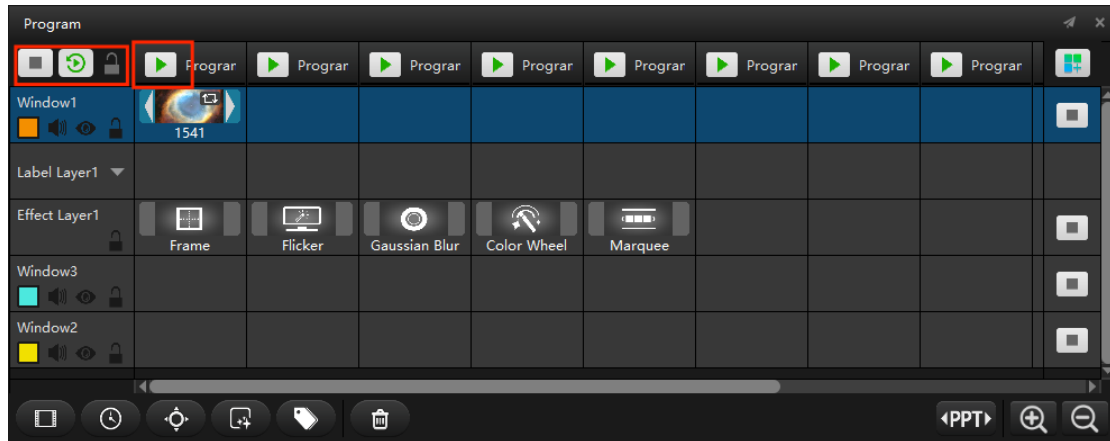 Program
Prograr Prograr Prograr Prograr Prograr Prograr Prograr Prograr
Window1
1541
Label Layer1
Effect Layer1
Frame Flicker Gaussian Blur Color Wheel Marquee
Window3
Window2
PPT